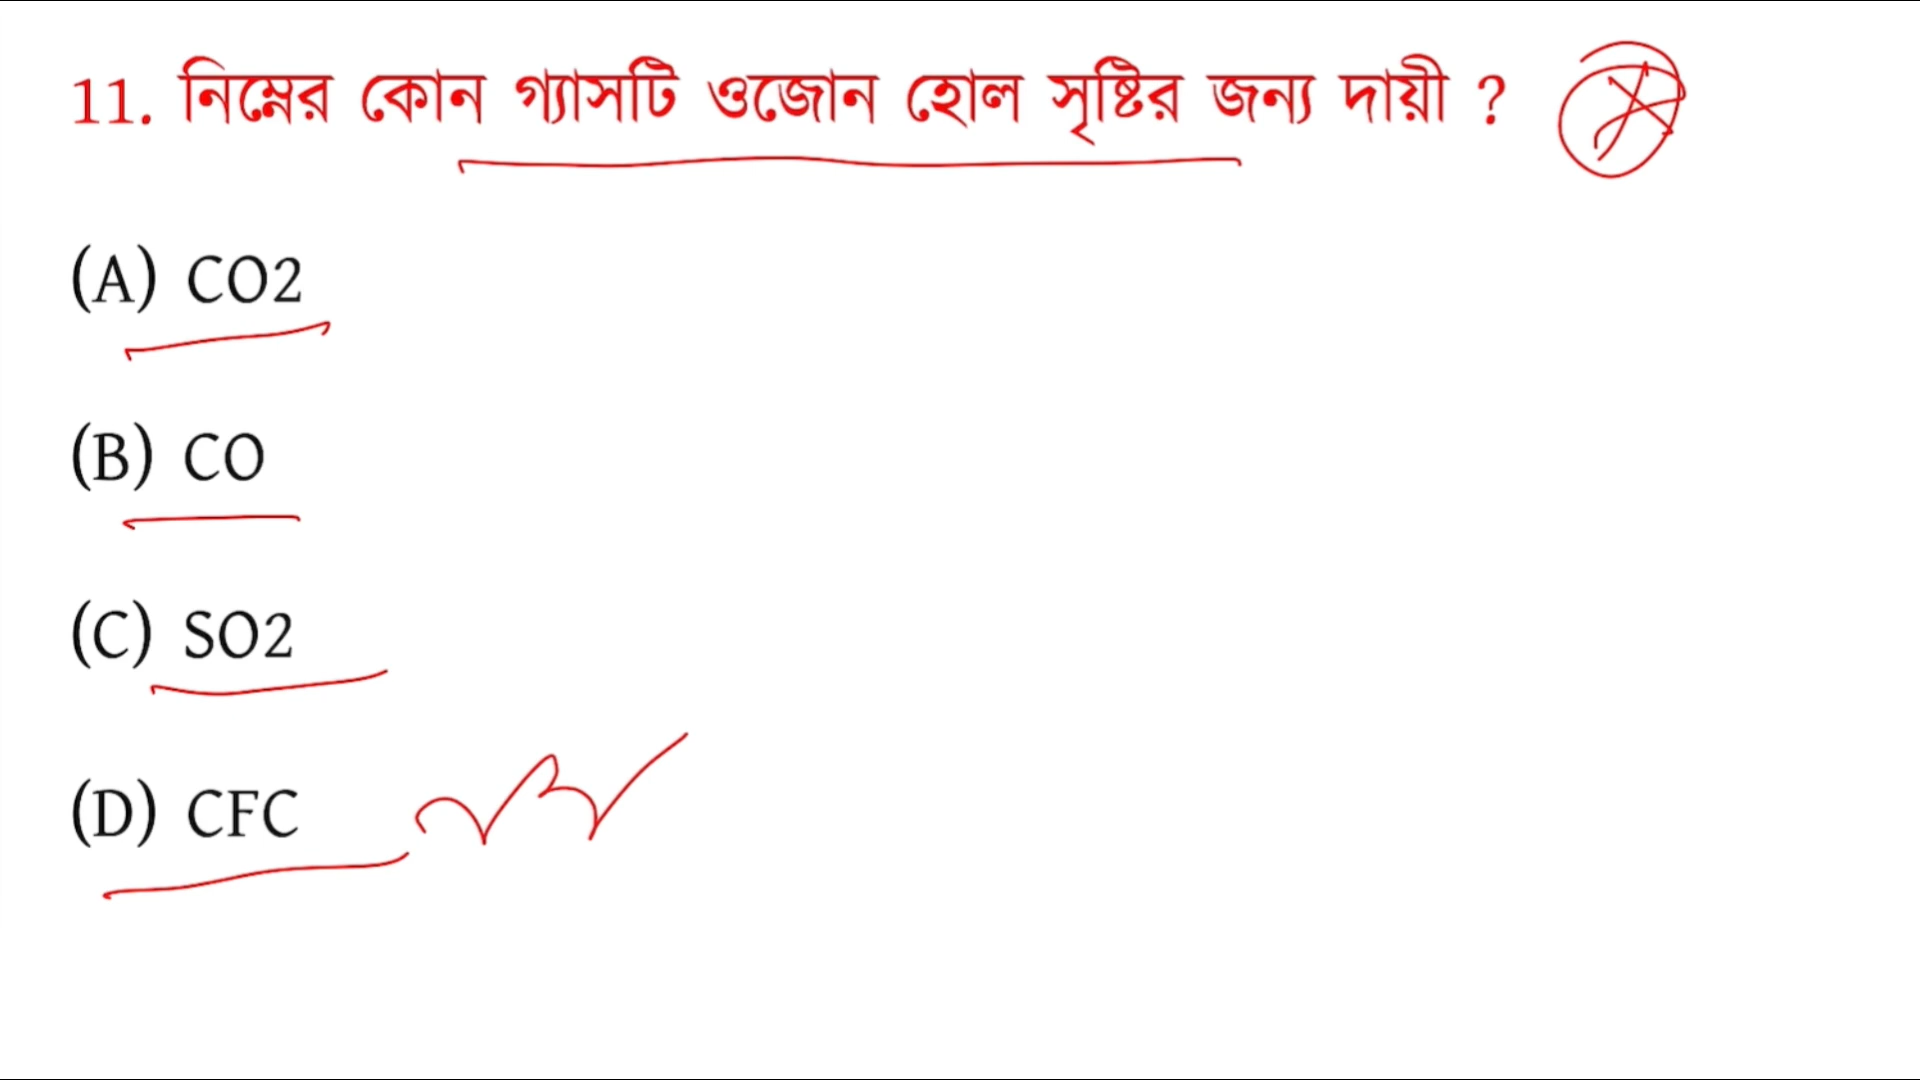 11. নিম্নের কোন গ্যাসটি ওজোন হোল সৃষ্টির জন্য দায়ী ?
(A) CO2
(B) CO
(C) SO2
(D) CFC